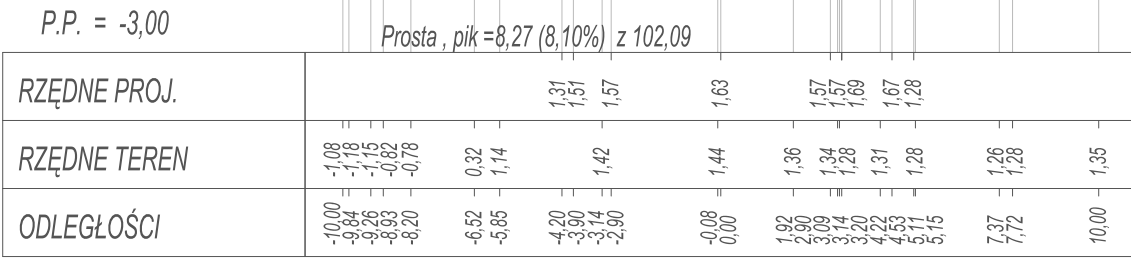 P.P. = -3,00
Prosta , pik =8,27 (8,10%) z 102,09
RZĘDNE PROJ. 1,31 1,51 1,57 1,63 1,57 1,57 1,69 1,67 1,28
RZĘDNE TEREN -1,08 -1,18 -1,15 -0,82 -0,78 0,32 1,14 1,42 1,44 1,36 1,34 1,28 1,31 1,28 1,26 1,28 1,35
ODLEGŁOŚCI -10,00 -9,84 -9,26 -8,93 -8,20 -6,52 -5,85 -4,20 -3,90 -3,14 -2,90 -0,08 0,00 1,92 2,90 3,09 3,14 3,20 4,22 4,53 5,11 5,15 7,37 7,72 10,00